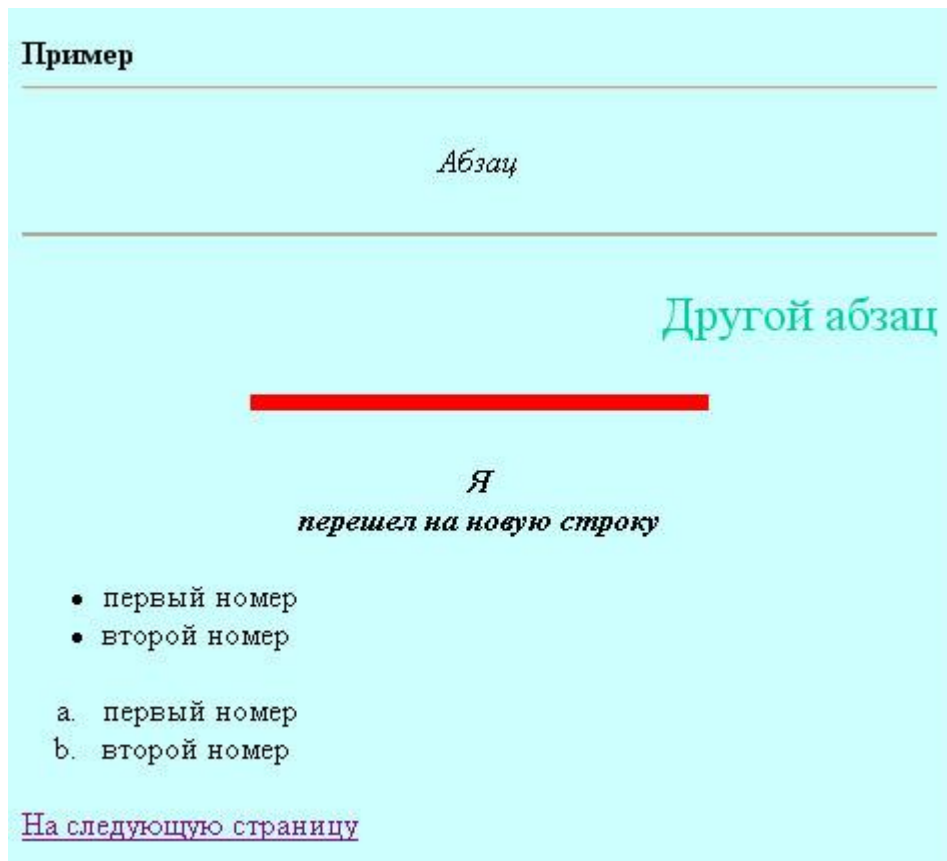 Пример
Абзац
Другой абзац
Я
перешел на новую строку
• первый номер
• второй номер
a. первый номер
b. второй номер
На следующую страницу